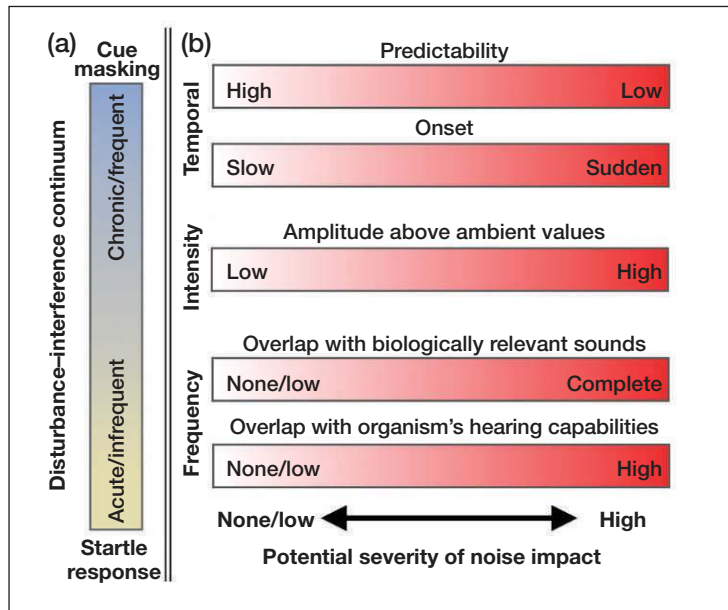 (a)
Cue
masking
Disturbance–interference continuum
Chronic/frequent
Acute/infrequent
Startle
response
(b)
Temporal
Predictability
High Low
Onset
Slow Sudden
Intensity
Amplitude above ambient values
Low High
Frequency
Overlap with biologically relevant sounds
None/low Complete
Overlap with organism's hearing capabilities
None/low High
None/low High
Potential severity of noise impact